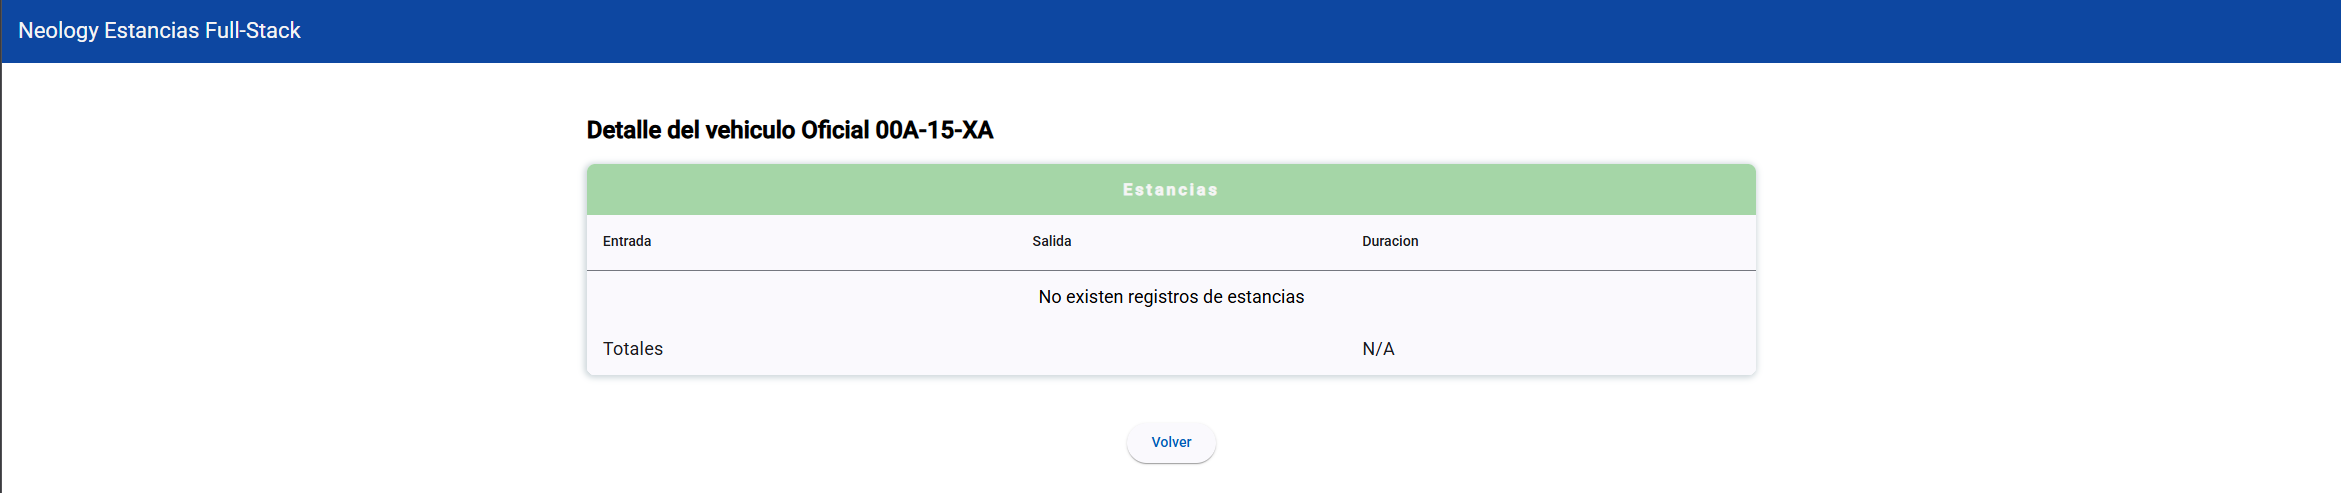 Neology Estancias Full-Stack
Detalle del vehiculo Oficial 00A-15-XA
Estancias
Entrada Salida Duracion
No existen registros de estancias
Totales N/A
Volver